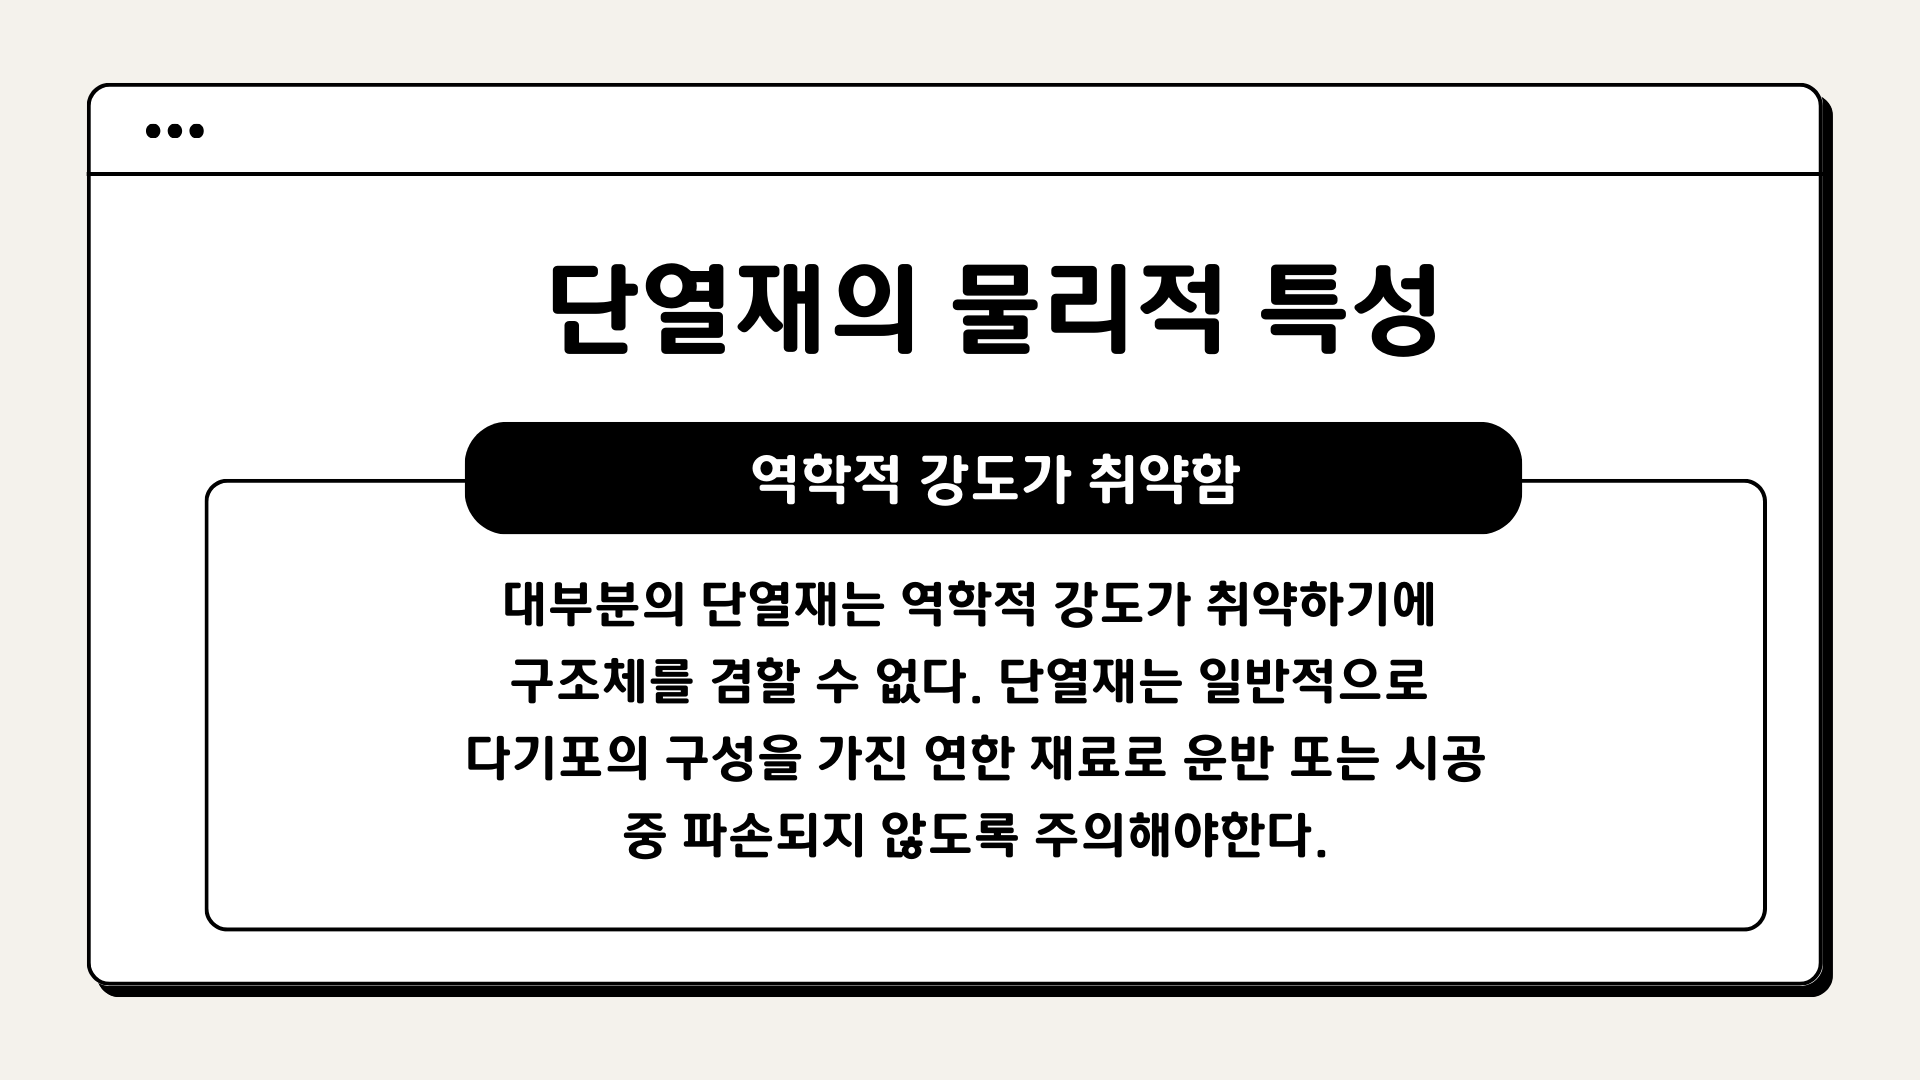 단열재의 물리적 특성
역학적 강도가 취약함
대부분의 단열재는 역학적 강도가 취약하기에
구조체를 겸할 수 없다. 단열재는 일반적으로
다기포의 구성을 가진 연한 재료로 운반 또는 시공
중 파손되지 않도록 주의해야한다.